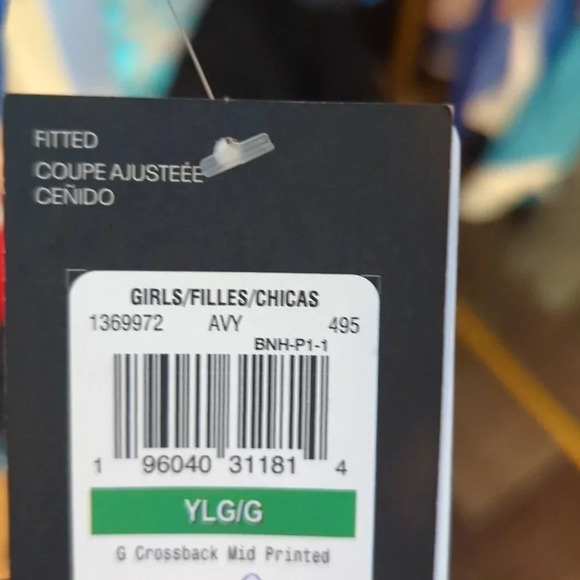 FITTED
COUPE AJUSTEÉE
CEÑIDO
GIRLS/FILLES/CHICAS
1369972 AVY 495
BNH-P1-1
1 96040 31181 4
YLG/G
G Crossback Mid Printed